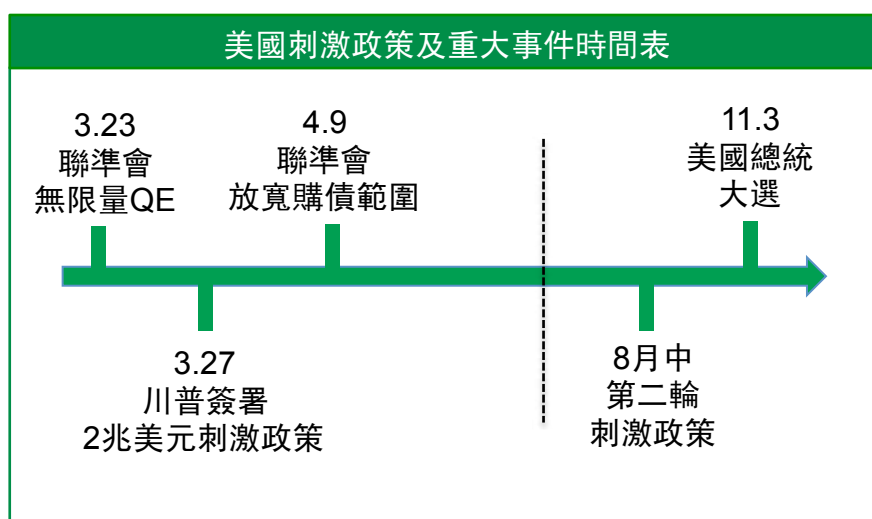 美國刺激政策及重大事件時間表
3.23
聯準會
無限量QE
4.9
聯準會
放寬購債範圍
11.3
美國總統
大選
3.27
川普簽署
2兆美元刺激政策
8月中
第二輪
刺激政策